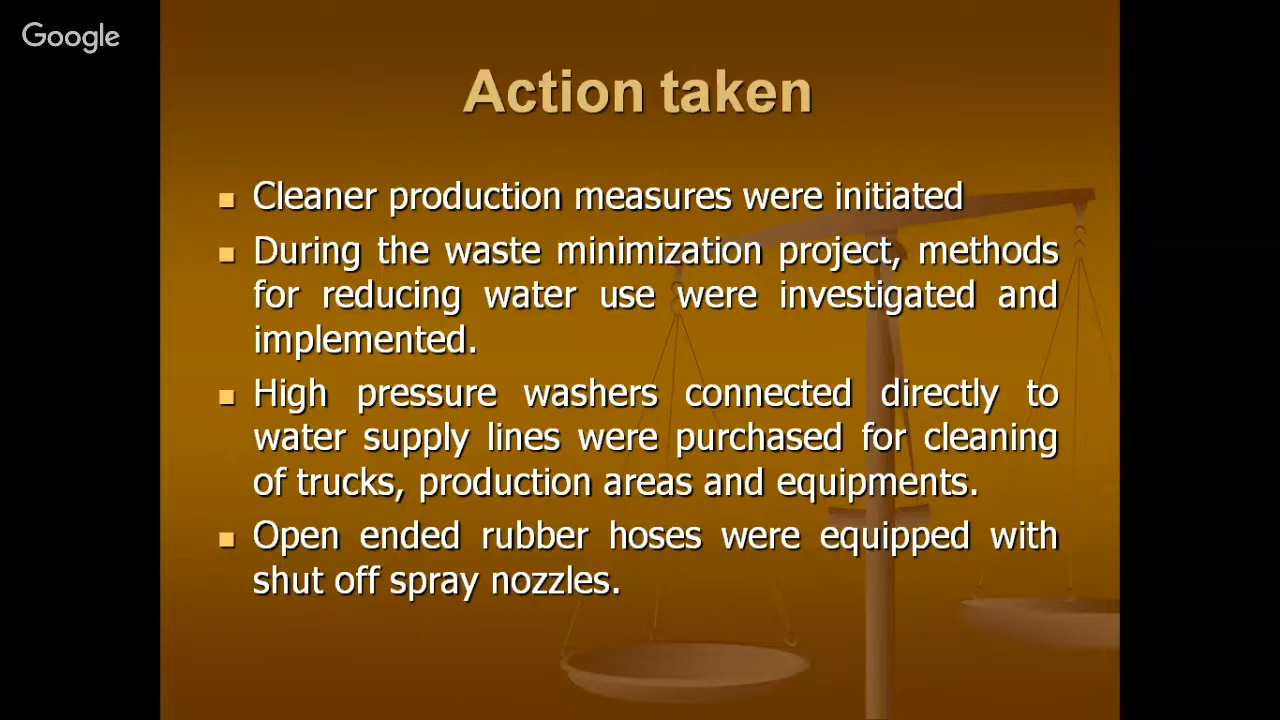 Google
Action taken
Cleaner production measures were initiated
During the waste minimization project, methods
for reducing water use were investigated and
implemented.
High pressure washers connected directly to
water supply lines were purchased for cleaning
of trucks, production areas and equipments.
Open ended rubber hoses were equipped with
shut off spray nozzles.